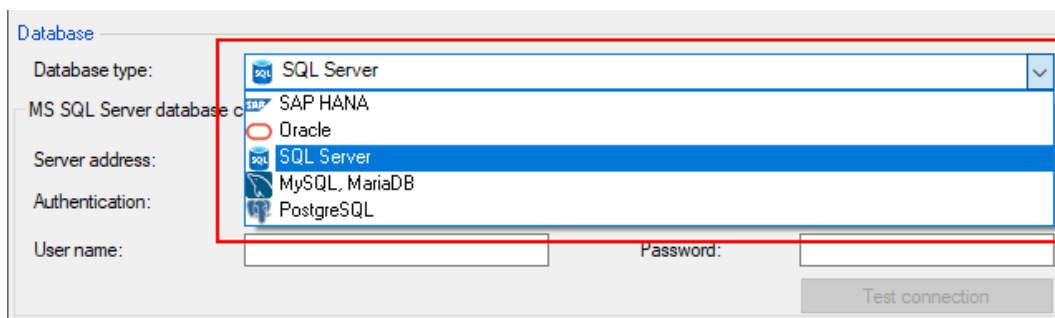 Database
Database type: SQL Server
SAP HANA
MS SQL Server database c
Oracle
Server address: SQL Server
MySQL, MariaDB
Authentication:
PostgreSQL
User name: Password:
Test connection